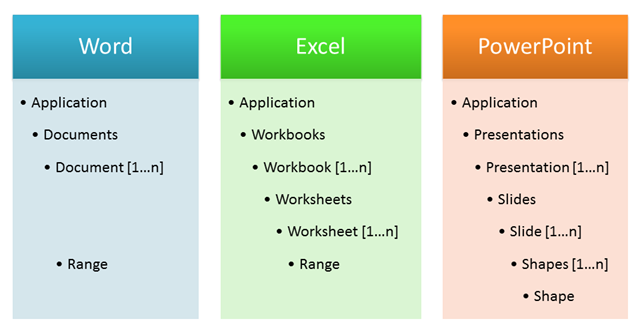 Word
• Application
• Documents
• Document [1...n]
• Range
Excel
• Application
• Workbooks
• Workbook [1...n]
• Worksheets
• Worksheet [1...n]
• Range
PowerPoint
• Application
• Presentations
• Presentation [1...n]
• Slides
• Slide [1...n]
• Shapes [1...n]
• Shape